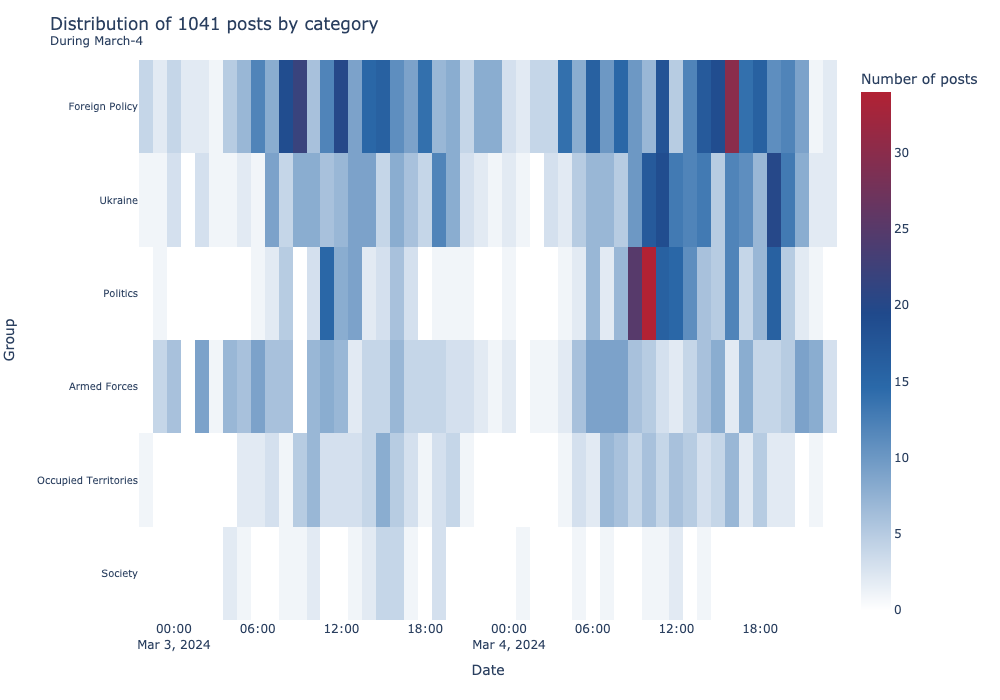 Distribution of 1041 posts by category
During March-4
Number of posts
Foreign Policy
Ukraine
Politics
Armed Forces
Occupied Territories
Society
Group
30
25
20
15
10
5
0
00:00 06:00 12:00 18:00 00:00 06:00 12:00 18:00
Mar 3, 2024 Mar 4, 2024
Date